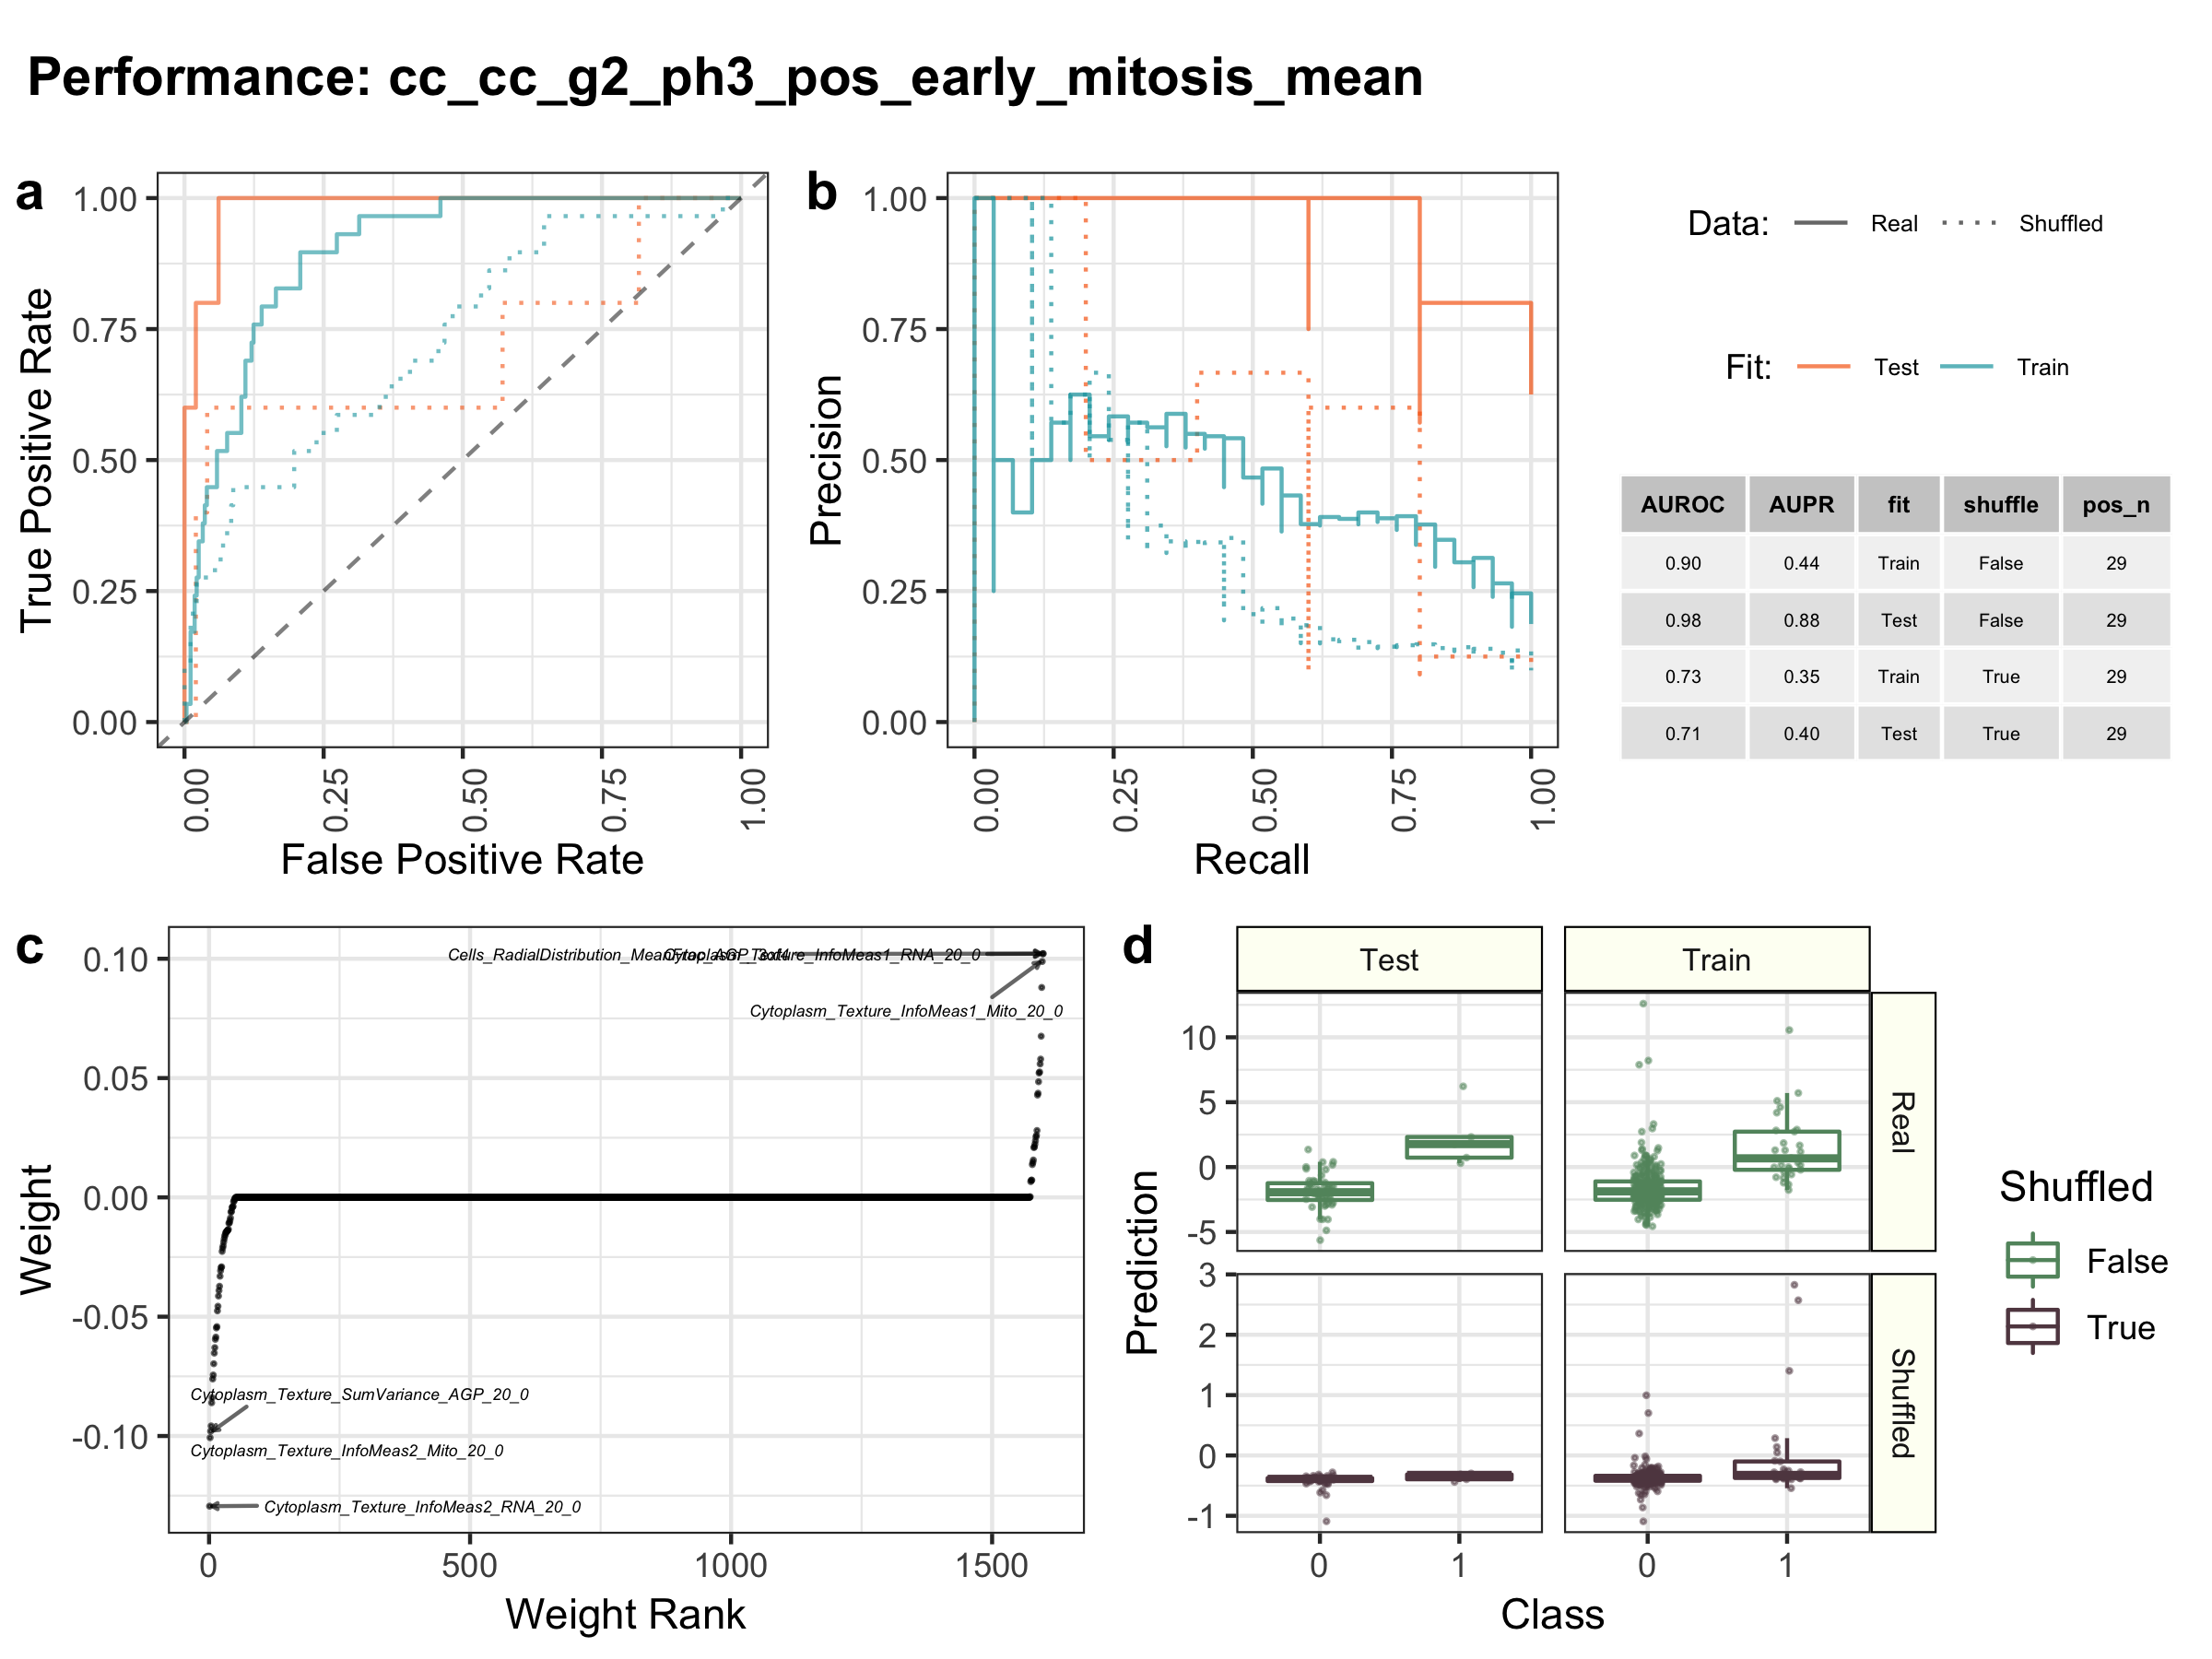 Performance: cc_cc_g2_ph3_pos_early_mitosis_mean
a
True Positive Rate
1.00
0.75
0.50
0.25
0.00
0.00 0.25 0.50 0.75 1.00
False Positive Rate
b
Precision
1.00
0.75
0.50
0.25
0.00
0.00 0.25 0.50 0.75 1.00
Recall
Data: Real Shuffled
Fit: Test Train
AUROC AUPR fit shuffle pos_n
0.90 0.44 Train False 29
0.98 0.88 Test False 29
0.73 0.35 Train True 29
0.71 0.40 Test True 29
c
Weight
0.10
0.05
0.00
-0.05
-0.10
Cytoplasm_Texture_InfoMeas1_RNA_20_0
Cytoplasm_Texture_InfoMeas1_Mito_20_0
Cytoplasm_Texture_SumVariance_AGP_20_0
Cytoplasm_Texture_InfoMeas2_Mito_20_0
Cytoplasm_Texture_InfoMeas2_RNA_20_0
0 500 1000 1500
Weight Rank
d
Test Train
Prediction
10
5
0
-5
Real
3
2
1
0
-1
Shuffled
0 1 0 1
Class
Shuffled
False
True